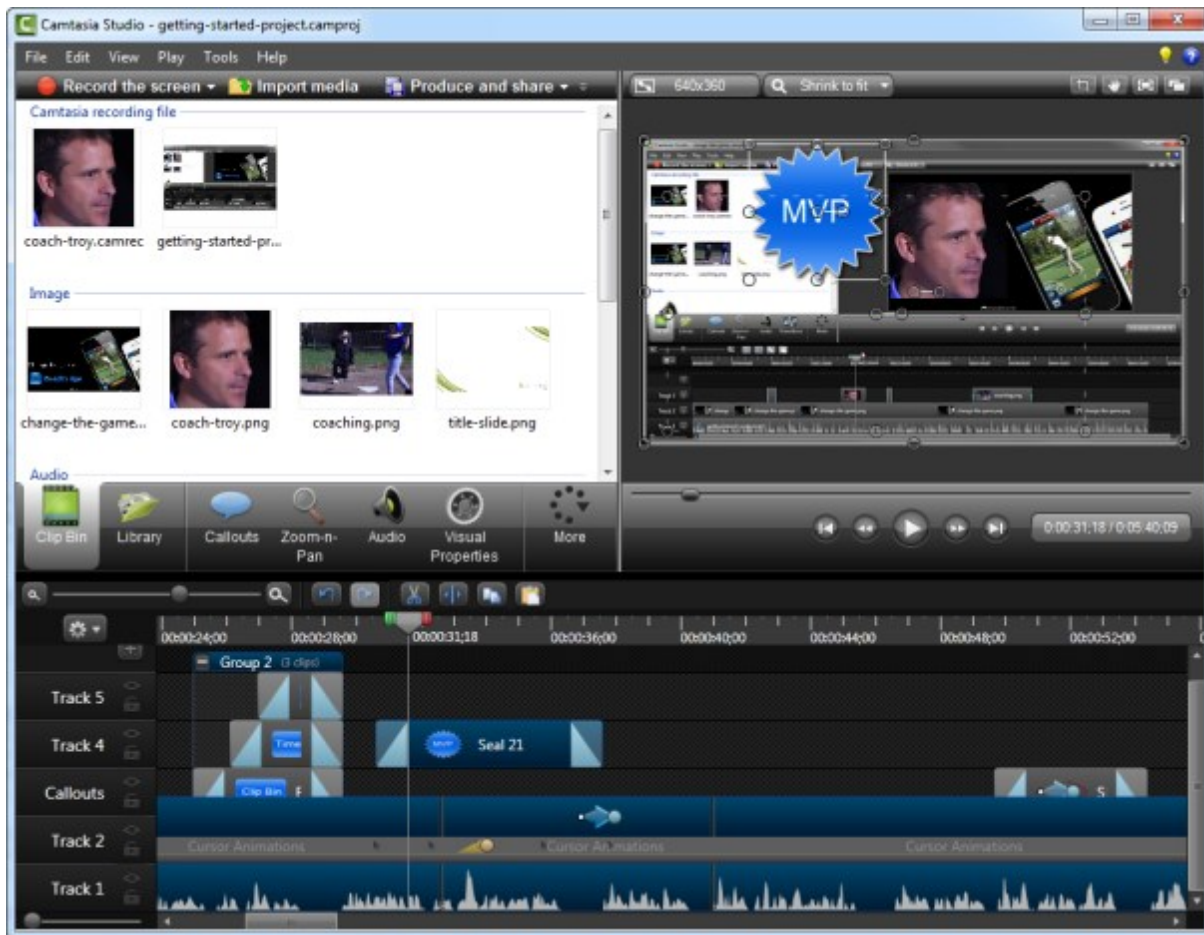 Camtasia Studio - getting-started-project.camproj
File Edit View Play Tools Help
Record the screen Import media Produce and share
640x360 Shrink to fit
Camtasia recording file
coach-troy.camrec getting-started-pr...
MVP
Image
change-the-game... coach-troy.png coaching.png title-slide.png
Audio
Clip Bin Library Callouts Zoom-n-Pan Audio Visual Properties More
0:00:31;18 / 0:05:40;09
00:00:24;00 00:00:28;00 00:00:31;18 00:00:36;00 00:00:40;00 00:00:44;00 00:00:48;00 00:00:52;00
Group 2 (3 clips)
Track 5
Track 4 Time MVP Seal 21
Callouts Clip Bin F S
Track 2 Cursor Animations Cursor Animations Cursor Animations
Track 1